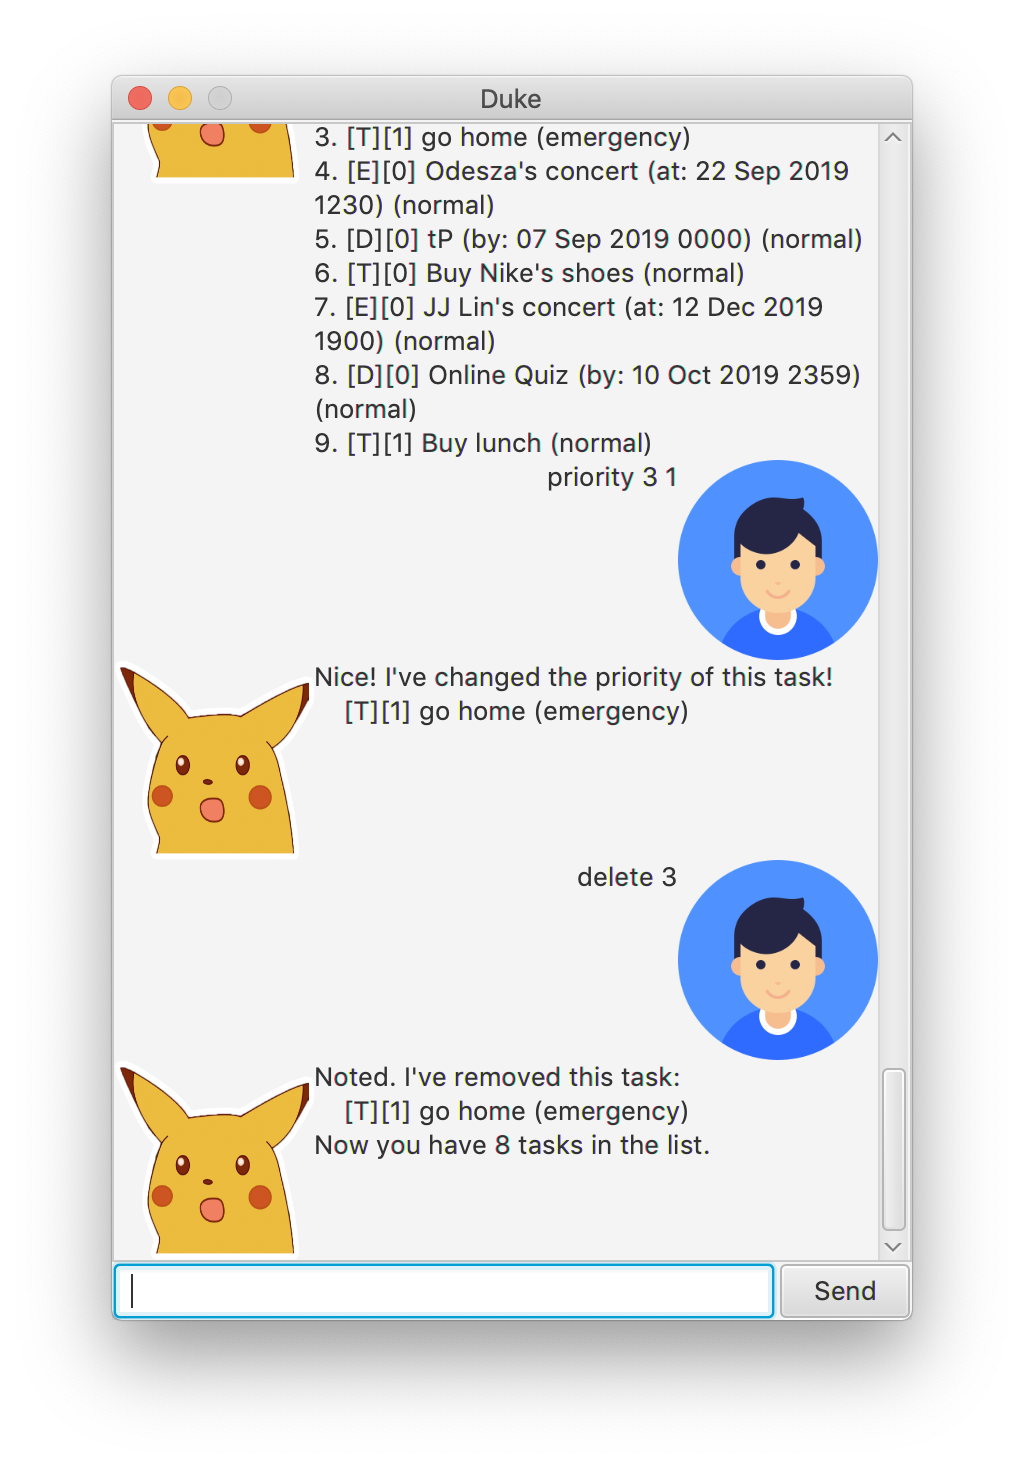 Duke
3. [T][1] go home (emergency)
4. [E][0] Odesza's concert (at: 22 Sep 2019
1230) (normal)
5. [D][0] tP (by: 07 Sep 2019 0000) (normal)
6. [T][0] Buy Nike's shoes (normal)
7. [E][0] JJ Lin's concert (at: 12 Dec 2019
1900) (normal)
8. [D][0] Online Quiz (by: 10 Oct 2019 2359)
(normal)
9. [T][1] Buy lunch (normal)
priority 3 1
Nice! I've changed the priority of this task!
[T][1] go home (emergency)
delete 3
Noted. I've removed this task:
[T][1] go home (emergency)
Now you have 8 tasks in the list.
Send